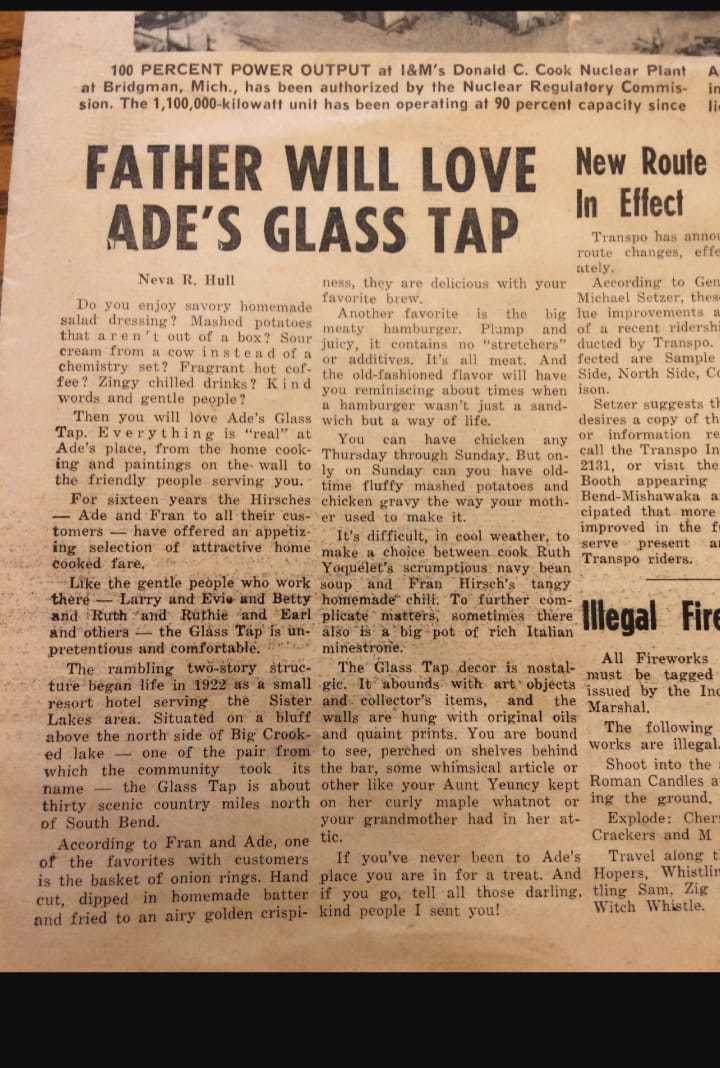 100 PERCENT POWER OUTPUT at I&M's Donald C. Cook Nuclear Plant
at Bridgman, Mich., has been authorized by the Nuclear Regulatory Commis-
sion. The 1,100,000-kilowatt unit has been operating at 90 percent capacity since
FATHER WILL LOVE
ADE'S GLASS TAP
Neva R. Hull
Do you enjoy savory homemade
salad dressing? Mashed potatoes
that aren't out of a box? Sour
cream from a cow instead of a
chemistry set? Fragrant hot cof-
fee? Zingy chilled drinks? Kind
words and gentle people?
Then you will love Ade's Glass
Tap. Everything is "real" at
Ade's place, from the home cook-
ing and paintings on the wall to
the friendly people serving you.
For sixteen years the Hirsches
— Ade and Fran to all their cus-
tomers — have offered an appetiz-
ing selection of attractive home
cooked fare.
Like the gentle people who work
there — Larry and Evie and Betty
and Ruth and Ruthie and Earl
and others — the Glass Tap is un-
pretentious and comfortable.
The rambling two-story struc-
ture began life in 1922 as a small
resort hotel serving the Sister
Lakes area. Situated on a bluff
above the north side of Big Crook-
ed lake — one of the pair from
which the community took its
name — the Glass Tap is about
thirty scenic country miles north
of South Bend.
According to Fran and Ade, one
of the favorites with customers
is the basket of onion rings. Hand
cut, dipped in homemade batter
and fried to an airy golden crispi-
ness, they are delicious with your
favorite brew.
Another favorite is the big
meaty hamburger. Plump and
juicy, it contains no "stretchers"
or additives. It's all meat. And
the old-fashioned flavor will have
you reminiscing about times when
a hamburger wasn't just a sand-
wich but a way of life.
You can have chicken any
Thursday through Sunday. But on-
ly on Sunday can you have old-
time fluffy mashed potatoes and
chicken gravy the way your moth-
er used to make it.
It's difficult, in cool weather, to
make a choice between cook Ruth
Yoquelet's scrumptious navy bean
soup and Fran Hirsch's tangy
homemade chili. To further com-
plicate matters, sometimes there
also is a big pot of rich Italian
minestrone.
The Glass Tap decor is nostal-
gic. It abounds with art objects
and collector's items, and the
walls are hung with original oils
and quaint prints. You are bound
to see, perched on shelves behind
the bar, some whimsical article or
other like your Aunt Yeuncy kept
on her curly maple whatnot or
your grandmother had in her at-
tic.
If you've never been to Ade's
place you are in for a treat. And
if you go, tell all those darling,
kind people I sent you!
New Route
In Effect
Transpo has
route changes,
ately.
According to
Michael Setzer,
lue improvements
of a recent
ducted by Transpo.
fected are Sample
Side, North Side,
ison.
Setzer suggests
desires a copy of
or information
call the Transpo
2131, or visit the
Booth appearing
Bend-Mishawaka
cipated that more
improved in the
serve present
Transpo riders.
Illegal
All Fireworks
must be tagged
issued by the
Marshal.
The following
works are illegal.
Shoot into the
Roman Candles
ing the ground.
Explode:
Crackers and M
Travel along
Hopers,
tling Sam, Zig
Witch Whistle.